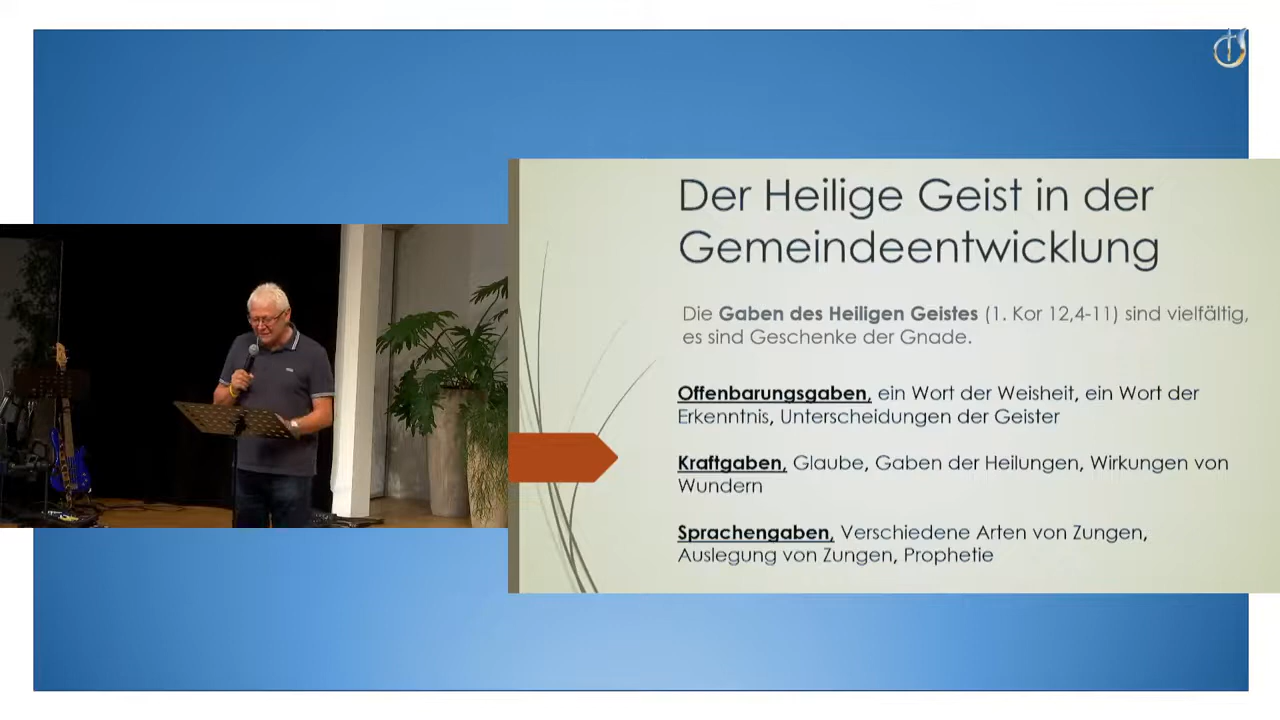 Der Heilige Geist in der
Gemeindeentwicklung
Die Gaben des Heiligen Geistes (1. Kor 12,4-11) sind vielfältig,
es sind Geschenke der Gnade.
Offenbarungsgaben, ein Wort der Weisheit, ein Wort der
Erkenntnis, Unterscheidungen der Geister
Kraftgaben, Glaube, Gaben der Heilungen, Wirkungen von
Wundern
Sprachengaben, Verschiedene Arten von Zungen,
Auslegung von Zungen, Prophetie